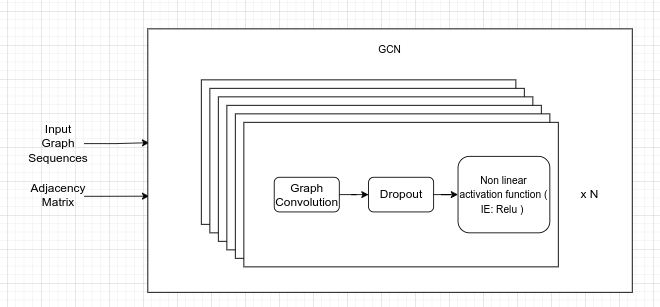 GCN
Input
Graph
Sequences
Adjacency
Matrix
Graph
Convolution
Dropout
Non linear
activation function (
IE: Relu )
x N